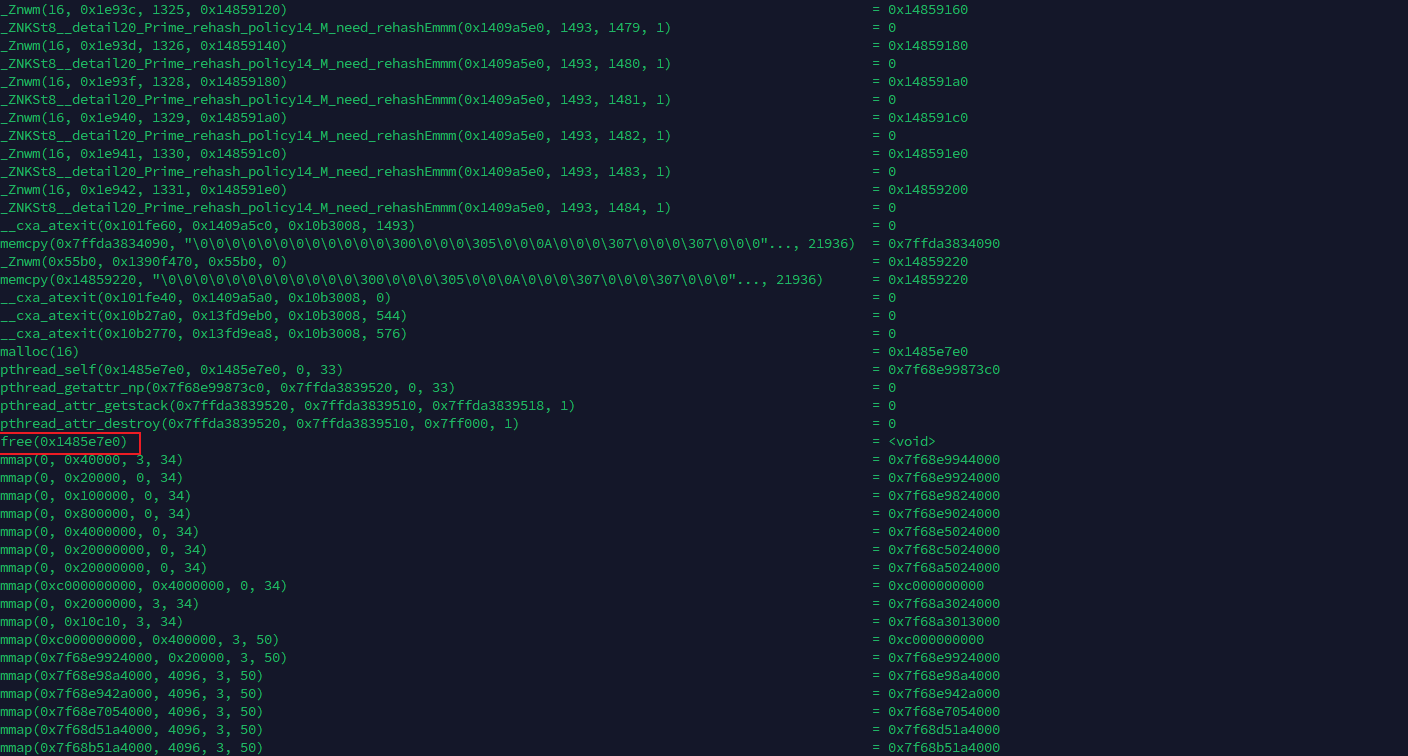 _Znwm(16, 0x1e93c, 1325, 0x14859120) = 0x14859160
_ZNKSt8__detail20_Prime_rehash_policy14_M_need_rehashEmmm(0x1409a5e0, 1493, 1479, 1) = 0
_Znwm(16, 0x1e93d, 1326, 0x14859140) = 0x14859180
_ZNKSt8__detail20_Prime_rehash_policy14_M_need_rehashEmmm(0x1409a5e0, 1493, 1480, 1) = 0
_Znwm(16, 0x1e93f, 1328, 0x14859180) = 0x148591a0
_ZNKSt8__detail20_Prime_rehash_policy14_M_need_rehashEmmm(0x1409a5e0, 1493, 1481, 1) = 0
_Znwm(16, 0x1e940, 1329, 0x148591a0) = 0x148591c0
_ZNKSt8__detail20_Prime_rehash_policy14_M_need_rehashEmmm(0x1409a5e0, 1493, 1482, 1) = 0
_Znwm(16, 0x1e941, 1330, 0x148591c0) = 0x148591e0
_ZNKSt8__detail20_Prime_rehash_policy14_M_need_rehashEmmm(0x1409a5e0, 1493, 1483, 1) = 0
_Znwm(16, 0x1e942, 1331, 0x148591e0) = 0x14859200
_ZNKSt8__detail20_Prime_rehash_policy14_M_need_rehashEmmm(0x1409a5e0, 1493, 1484, 1) = 0
__cxa_atexit(0x101fe60, 0x1409a5c0, 0x10b3008, 1493) = 0
memcpy(0x7ffda3834090, "\0\0\0\0\0\0\0\0\0\0\0\0\300\0\0\0\305\0\0\0A\0\0\0\307\0\0\0\307\0\0\0"..., 21936) = 0x7ffda3834090
_Znwm(0x55b0, 0x1390f470, 0x55b0, 0) = 0x14859220
memcpy(0x14859220, "\0\0\0\0\0\0\0\0\0\0\0\0\300\0\0\0\305\0\0\0A\0\0\0\307\0\0\0\307\0\0\0"..., 21936) = 0x14859220
__cxa_atexit(0x101fe40, 0x1409a5a0, 0x10b3008, 0) = 0
__cxa_atexit(0x10b27a0, 0x13fd9eb0, 0x10b3008, 544) = 0
__cxa_atexit(0x10b2770, 0x13fd9ea8, 0x10b3008, 576) = 0
malloc(16) = 0x1485e7e0
pthread_self(0x1485e7e0, 0x1485e7e0, 0, 33) = 0x7f68e99873c0
pthread_getattr_np(0x7f68e99873c0, 0x7ffda3839520, 0, 33) = 0
pthread_attr_getstack(0x7ffda3839520, 0x7ffda3839510, 0x7ffda3839518, 1) = 0
pthread_attr_destroy(0x7ffda3839520, 0x7ffda3839510, 0x7ff000, 1) = 0
free(0x1485e7e0) = <void>
mmap(0, 0x40000, 3, 34) = 0x7f68e9944000
mmap(0, 0x20000, 0, 34) = 0x7f68e9924000
mmap(0, 0x100000, 0, 34) = 0x7f68e9824000
mmap(0, 0x800000, 0, 34) = 0x7f68e9024000
mmap(0, 0x4000000, 0, 34) = 0x7f68e5024000
mmap(0, 0x20000000, 0, 34) = 0x7f68c5024000
mmap(0, 0x20000000, 0, 34) = 0x7f68a5024000
mmap(0xc000000000, 0x4000000, 0, 34) = 0xc000000000
mmap(0, 0x2000000, 3, 34) = 0x7f68a3024000
mmap(0, 0x10c10, 3, 34) = 0x7f68a3013000
mmap(0xc000000000, 0x400000, 3, 50) = 0xc000000000
mmap(0x7f68e9924000, 0x20000, 3, 50) = 0x7f68e9924000
mmap(0x7f68e98a4000, 4096, 3, 50) = 0x7f68e98a4000
mmap(0x7f68e942a000, 4096, 3, 50) = 0x7f68e942a000
mmap(0x7f68e7054000, 4096, 3, 50) = 0x7f68e7054000
mmap(0x7f68d51a4000, 4096, 3, 50) = 0x7f68d51a4000
mmap(0x7f68b51a4000, 4096, 3, 50) = 0x7f68b51a4000